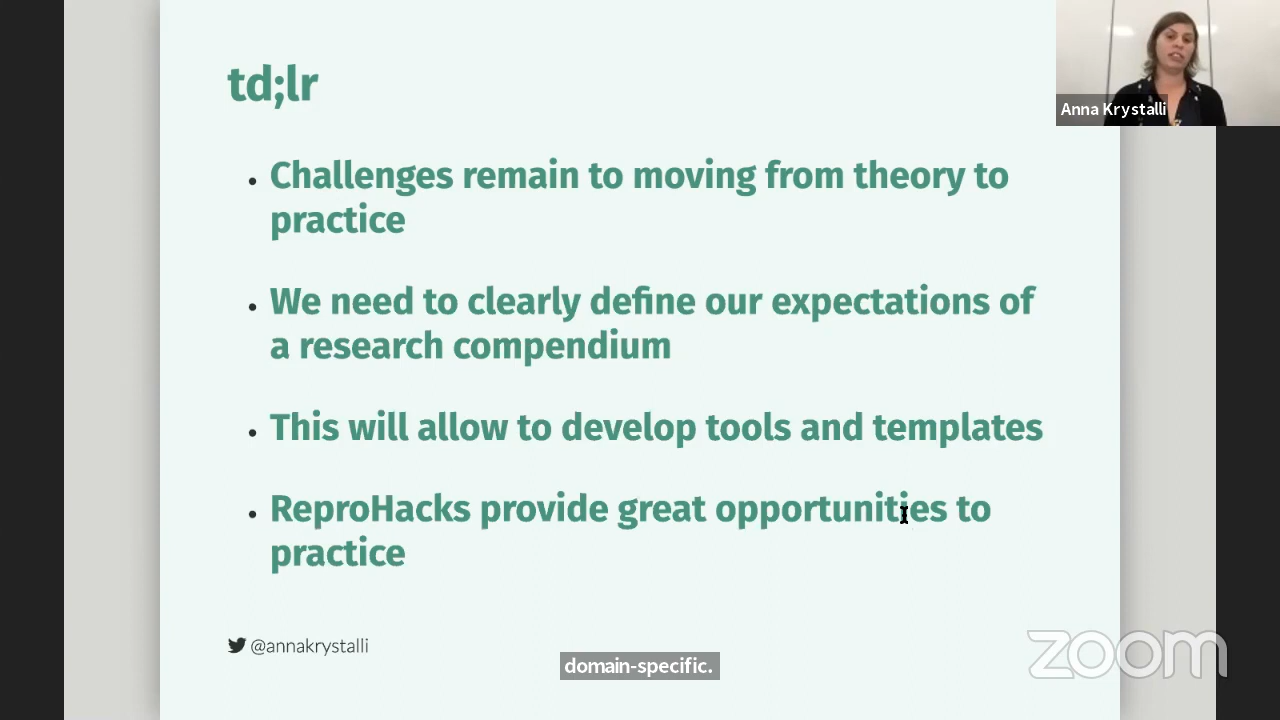 td;lr
Anna Krystalli
• Challenges remain to moving from theory to
practice
• We need to clearly define our expectations of
a research compendium
• This will allow to develop tools and templates
• ReproHacks provide great opportunities to
practice
@annakrystalli
domain-specific.
zoom